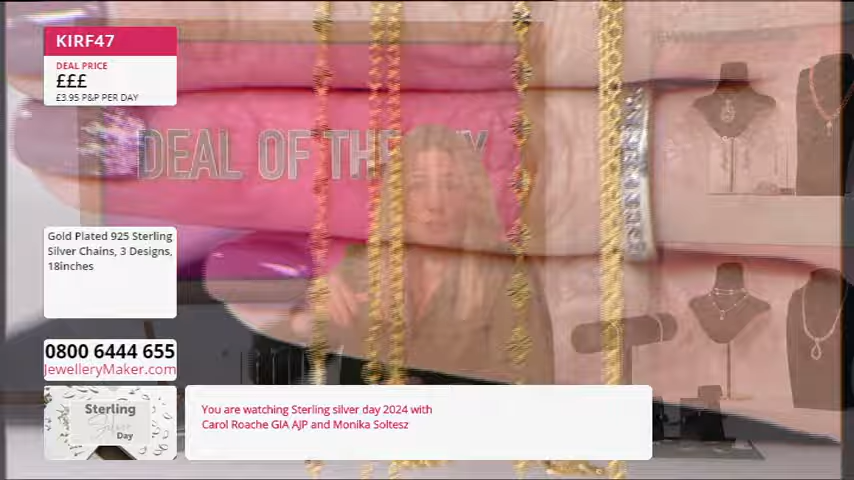 KIRF47
DEAL PRICE
£££
£3.95 P&P PER DAY
DEAL OF THE
Gold Plated 925 Sterling
Silver Chains, 3 Designs,
18inches
0800 6444 655
JewelleryMaker.com
Sterling
Silver
Day
You are watching Sterling silver day 2024 with
Carol Roache GIA AJP and Monika Soltesz